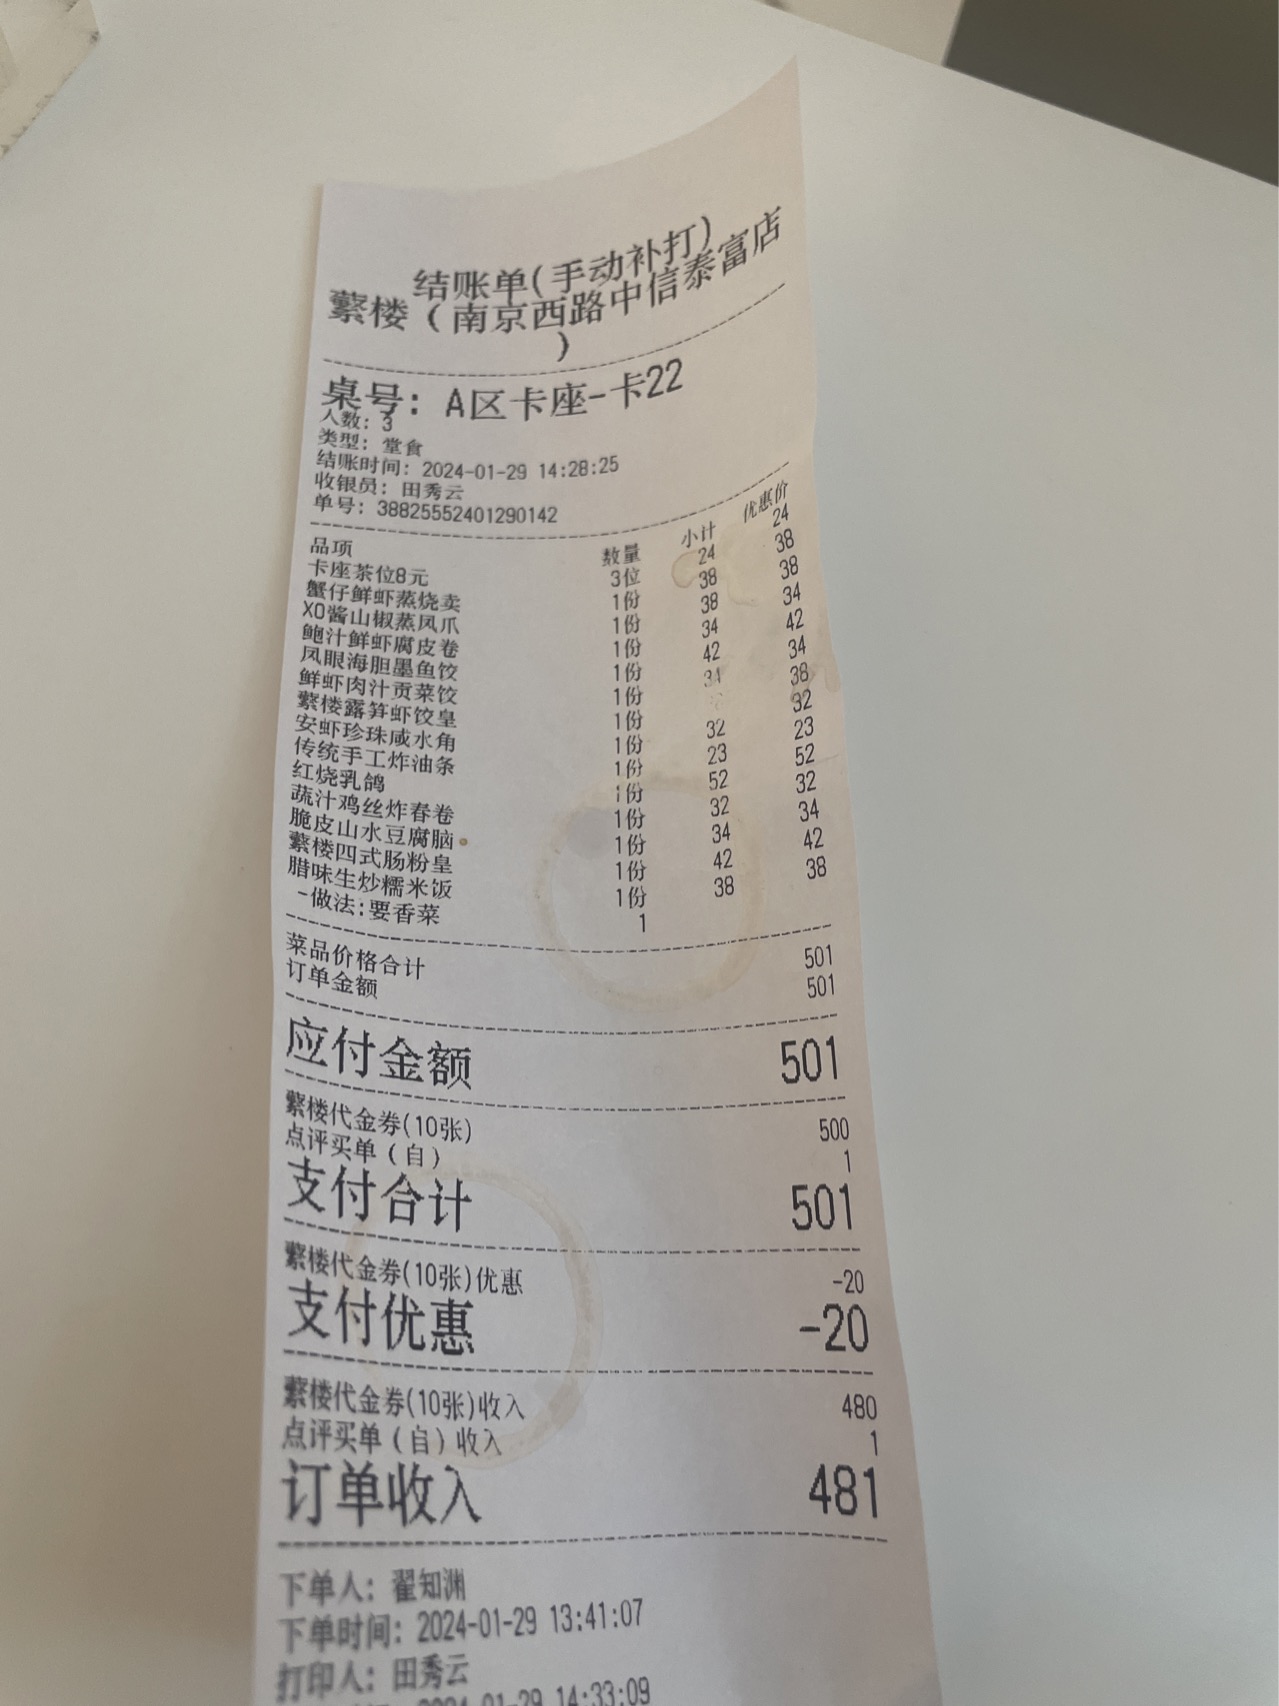 结账单(手动补打)
蘩楼（南京西路中信泰富店
）
桌号: A区卡座-卡22
人数: 3
类型: 堂食
结账时间: 2024-01-29 14:28:25
收银员: 田秀云
单号: 38825552401290142
品项 数量 小计 优惠价
卡座茶位8元 3位 24 24
蟹仔鲜虾蒸烧卖 1份 38 38
XO酱山椒蒸凤爪 1份 38 38
鲍汁鲜虾腐皮卷 1份 34 34
凤眼海胆墨鱼饺 1份 42 42
鲜虾肉汁贡菜饺 1份 34 34
蘩楼露笋虾饺皇 1份 38
安虾珍珠咸水角 1份 32 32
传统手工炸油条 1份 23 23
红烧乳鸽 1份 52 52
蔬汁鸡丝炸春卷 1份 32 32
脆皮山水豆腐脑 1份 34 34
蘩楼四式肠粉皇 1份 42 42
腊味生炒糯米饭 1份 38 38
-做法:要香菜 1
菜品价格合计 501
订单金额 501
应付金额 501
蘩楼代金券(10张) 500
点评买单（自） 1
支付合计 501
蘩楼代金券(10张)优惠 -20
支付优惠 -20
蘩楼代金券(10张)收入 480
点评买单（自）收入 1
订单收入 481
下单人: 翟知渊
下单时间: 2024-01-29 13:41:07
打印人: 田秀云
2024-01-29 14:33:09